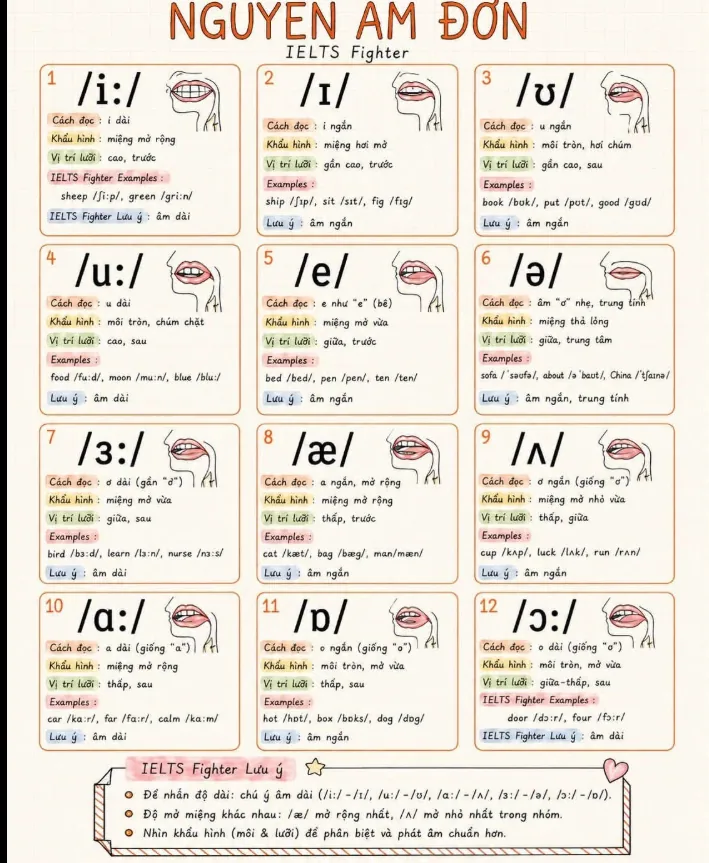 NGUYÊN ÂM ĐƠN
IELTS Fighter
1
/i:/
Cách đọc : i dài
Khẩu hình : miệng mở rộng
Vị trí lưỡi : cao, trước
IELTS Fighter Examples :
sheep /ʃi:p/, green /gri:n/
IELTS Fighter Lưu ý : âm dài
2
/ɪ/
Cách đọc : i ngắn
Khẩu hình : miệng hơi mở
Vị trí lưỡi : gần cao, trước
Examples :
ship /ʃɪp/, sit /sɪt/, fig /fɪg/
Lưu ý : âm ngắn
3
/ʊ/
Cách đọc : u ngắn
Khẩu hình : môi tròn, hơi chúm
Vị trí lưỡi : gần cao, sau
Examples :
book /bʊk/, put /pʊt/, good /gʊd/
Lưu ý : âm ngắn
4
/u:/
Cách đọc : u dài
Khẩu hình : môi tròn, chúm chặt
Vị trí lưỡi : cao, sau
Examples :
food /fu:d/, moon /mu:n/, blue /blu:/
Lưu ý : âm dài
5
/e/
Cách đọc : e như "e" (bê)
Khẩu hình : miệng mở vừa
Vị trí lưỡi : giữa, trước
Examples :
bed /bed/, pen /pen/, ten /ten/
Lưu ý : âm ngắn
6
/ə/
Cách đọc : âm "ơ" nhẹ, trung tính
Khẩu hình : miệng thả lỏng
Vị trí lưỡi : giữa, trung tâm
Examples :
sofa /ˈsəʊfə/, about /əˈbaʊt/, China /ˈtʃaɪnə/
Lưu ý : âm ngắn, trung tính
7
/ɜ:/
Cách đọc : ơ dài (gần "ơ")
Khẩu hình : miệng mở vừa
Vị trí lưỡi : giữa, sau
Examples :
bird /bɜ:d/, learn /lɜ:n/, nurse /nɜ:s/
Lưu ý : âm dài
8
/æ/
Cách đọc : a ngắn, mở rộng
Khẩu hình : miệng mở rộng
Vị trí lưỡi : thấp, trước
Examples :
cat /kæt/, bag /bæg/, man/mæn/
Lưu ý : âm ngắn
9
/ʌ/
Cách đọc : ơ ngắn (giống "ơ")
Khẩu hình : miệng mở nhỏ vừa
Vị trí lưỡi : thấp, giữa
Examples :
cup /kʌp/, luck /lʌk/, run /rʌn/
Lưu ý : âm ngắn
10
/ɑ:/
Cách đọc : a dài (giống "a")
Khẩu hình : miệng mở rộng
Vị trí lưỡi : thấp, sau
Examples :
car /kɑ:r/, far /fɑ:r/, calm /kɑ:m/
Lưu ý : âm dài
11
/ɒ/
Cách đọc : o ngắn (giống "o")
Khẩu hình : môi tròn, mở vừa
Vị trí lưỡi : thấp, sau
Examples :
hot /hɒt/, box /bɒks/, dog /dɒg/
Lưu ý : âm ngắn
12
/ɔ:/
Cách đọc : o dài (giống "o")
Khẩu hình : môi tròn, mở vừa
Vị trí lưỡi : giữa-thấp, sau
IELTS Fighter Examples :
door /dɔ:r/, four /fɔ:r/
IELTS Fighter Lưu ý : âm dài
IELTS Fighter Lưu ý
Để nhấn độ dài: chú ý âm dài (/i:/ -/ɪ/, /u:/ -/ʊ/, /ɑ:/ -/ʌ/, /ɜ:/ -/ə/, /ɔ:/ -/ɒ/).
Độ mở miệng khác nhau: /æ/ mở rộng nhất, /ʌ/ mở nhỏ nhất trong nhóm.
Nhìn khẩu hình (môi & lưỡi) để phân biệt và phát âm chuẩn hơn.